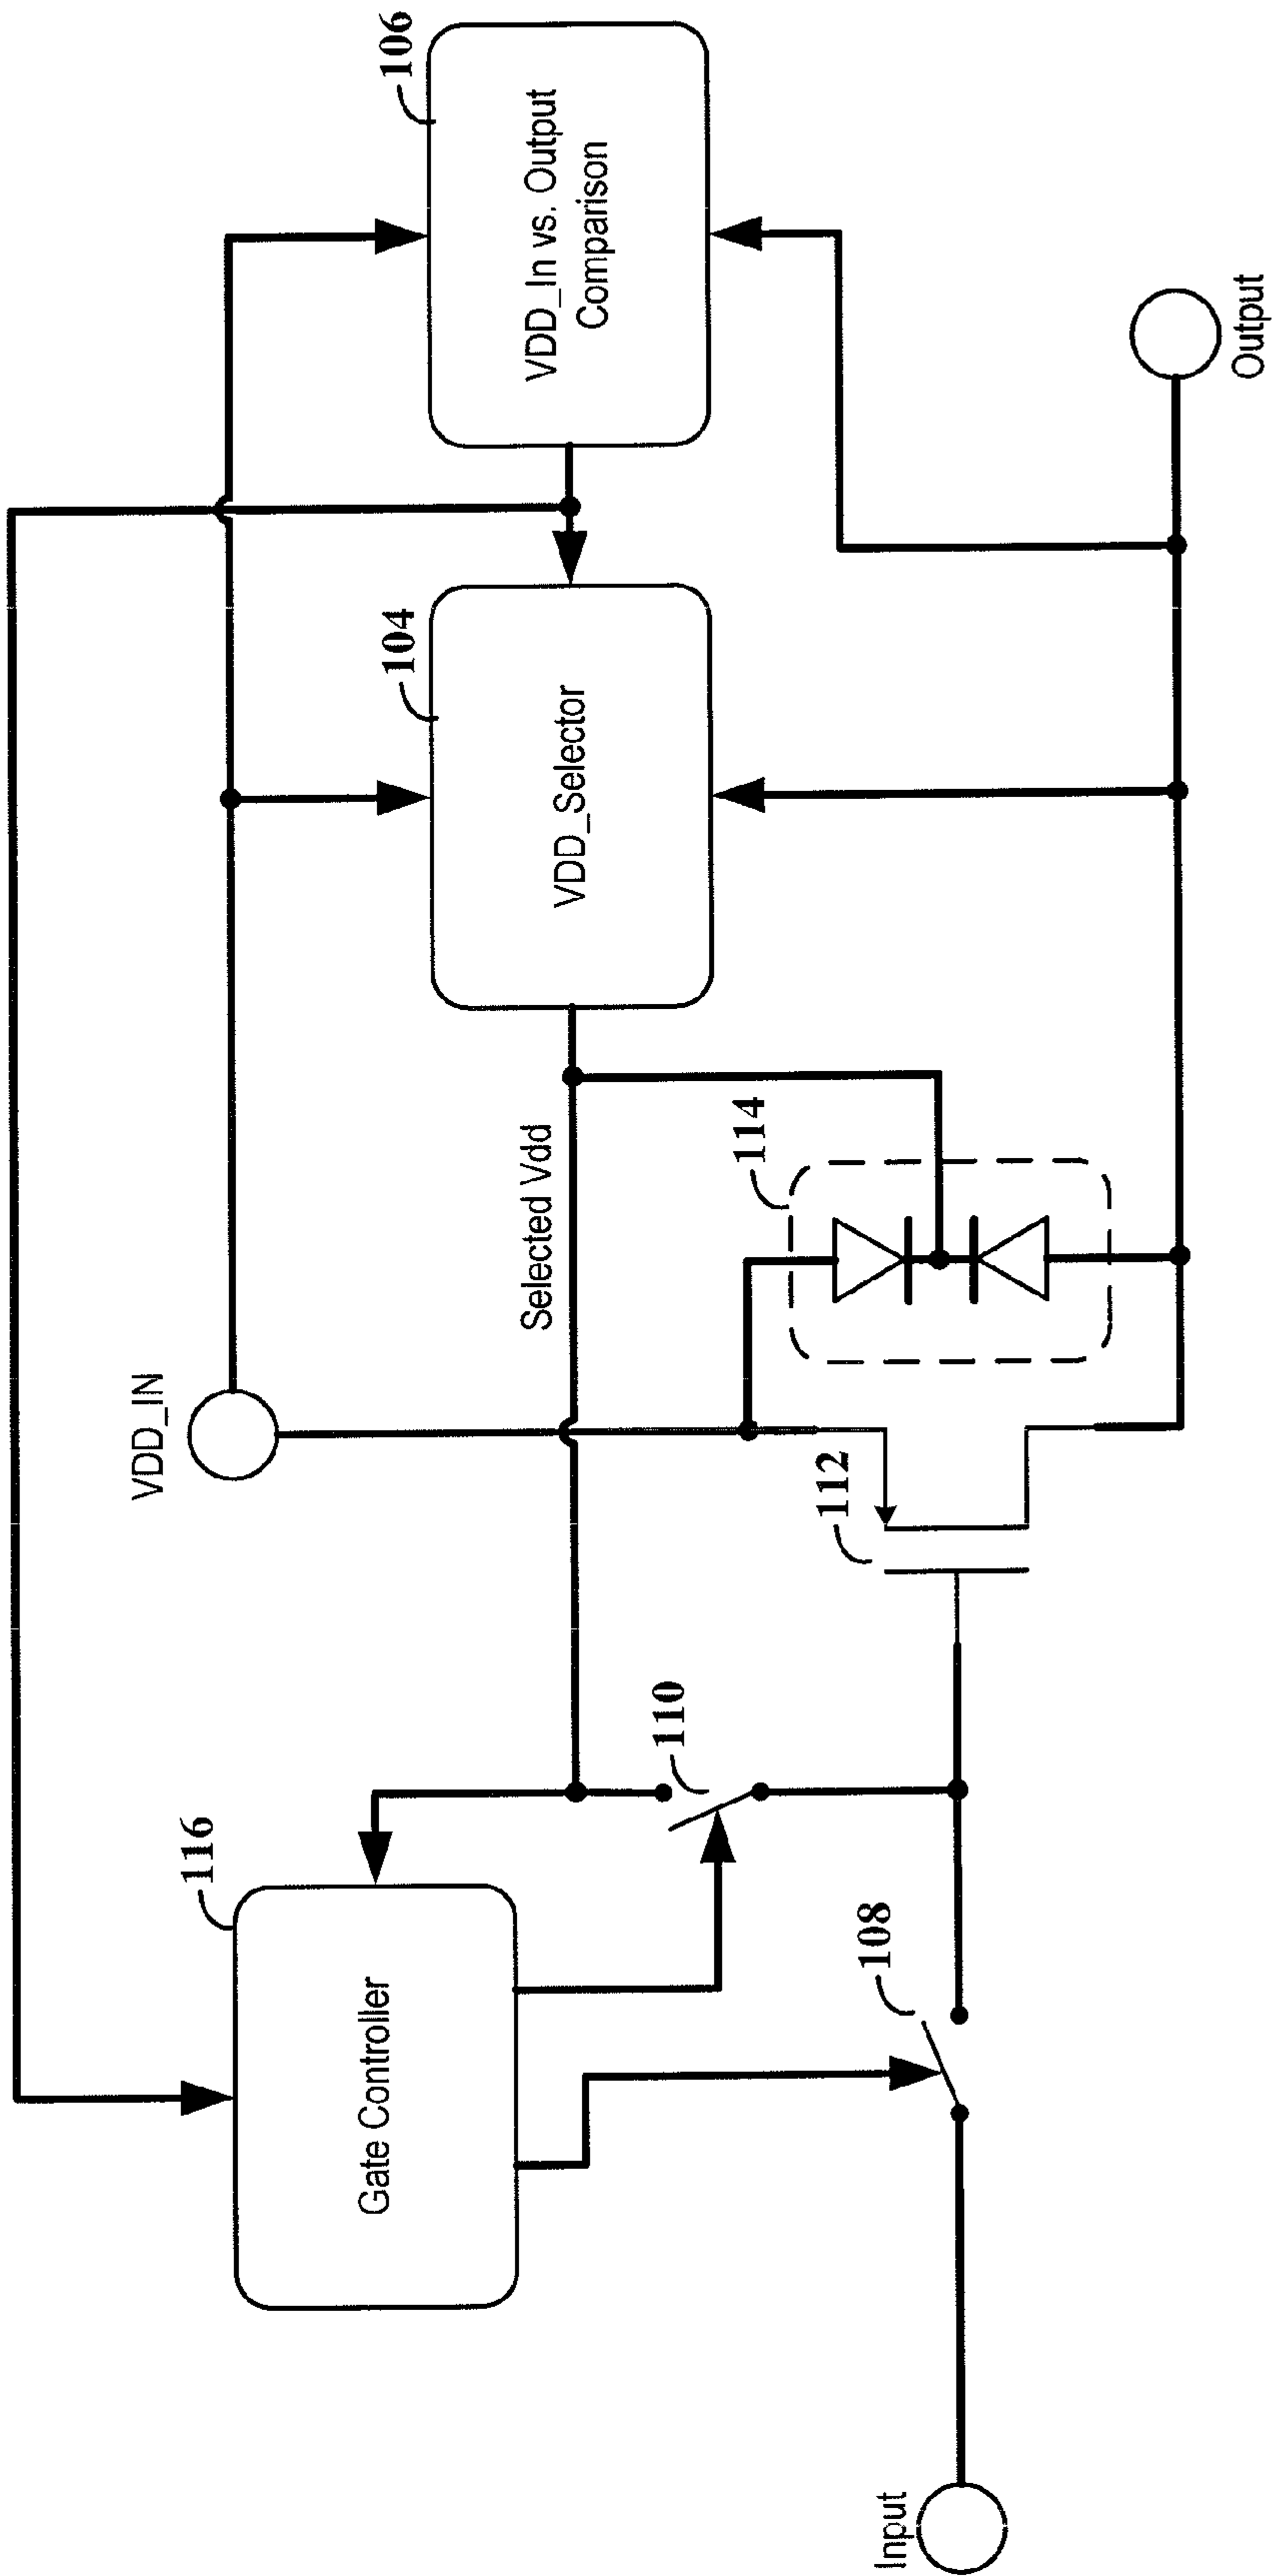 106
VDD_In vs. Output
Comparison
104
VDD_Selector
VDD_IN
Selected Vdd
114
112
Output
116
Gate Controller
110
108
Input